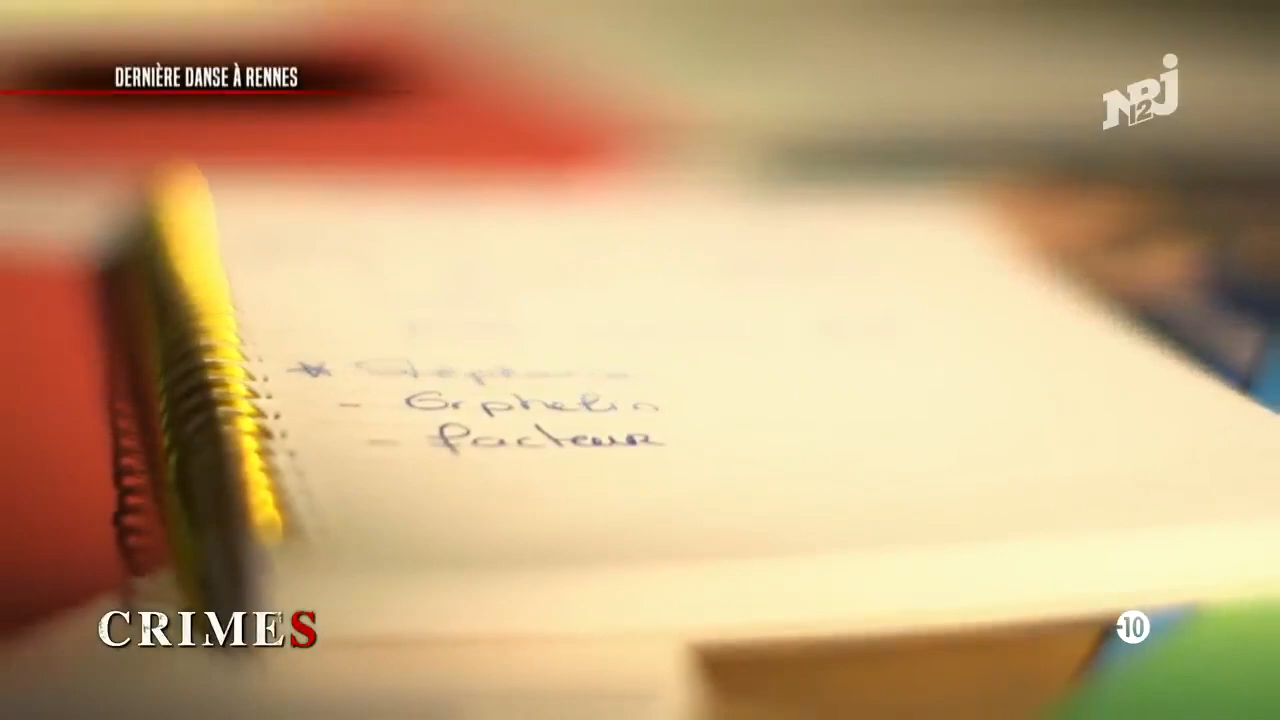 DERNIÈRE DANSE À RENNES
NRJ
12
- Orphelin
- facteur
CRIMES
-10